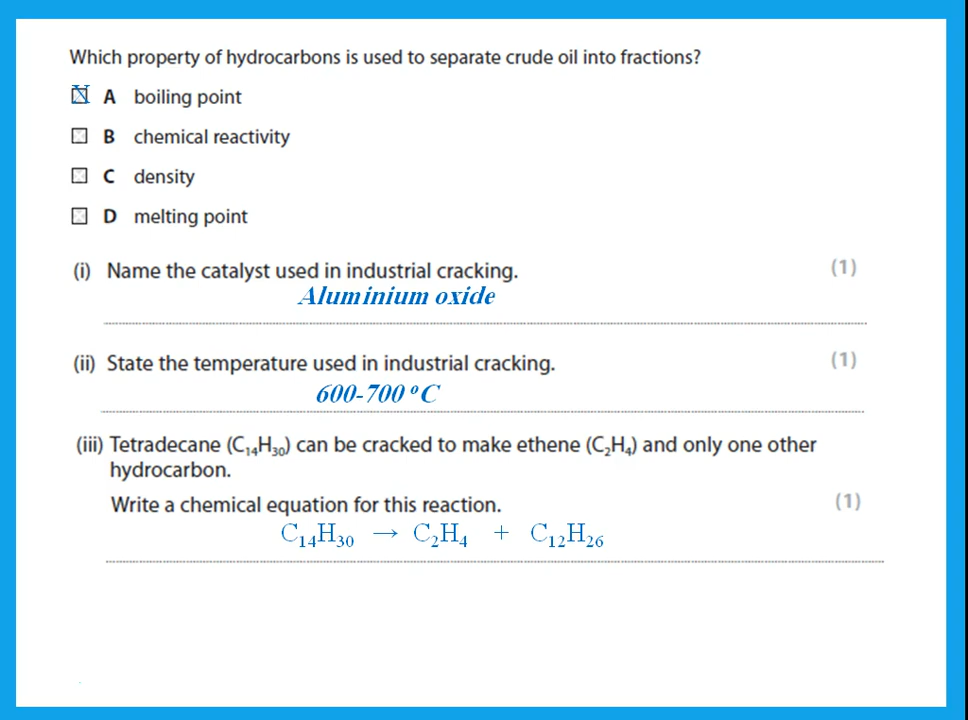 Which property of hydrocarbons is used to separate crude oil into fractions?
A boiling point
B chemical reactivity
C density
D melting point
(i) Name the catalyst used in industrial cracking. (1)
Aluminium oxide
(ii) State the temperature used in industrial cracking. (1)
600-700 ºC
(iii) Tetradecane (C₁₄H₃₀) can be cracked to make ethene (C₂H₄) and only one other
hydrocarbon.
Write a chemical equation for this reaction. (1)
C₁₄H₃₀ → C₂H₄ + C₁₂H₂₆